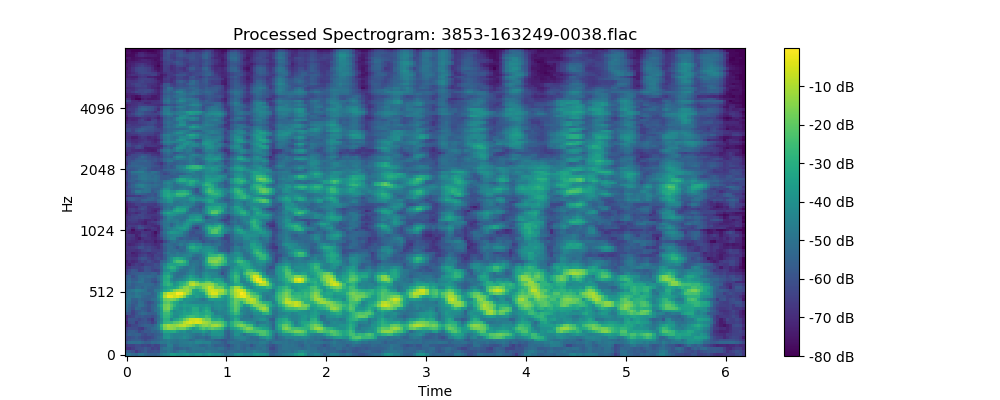 Processed Spectrogram: 3853-163249-0038.flac
Hz
4096
2048
1024
512
0
0 1 2 3 4 5 6
Time
-10 dB
-20 dB
-30 dB
-40 dB
-50 dB
-60 dB
-70 dB
-80 dB